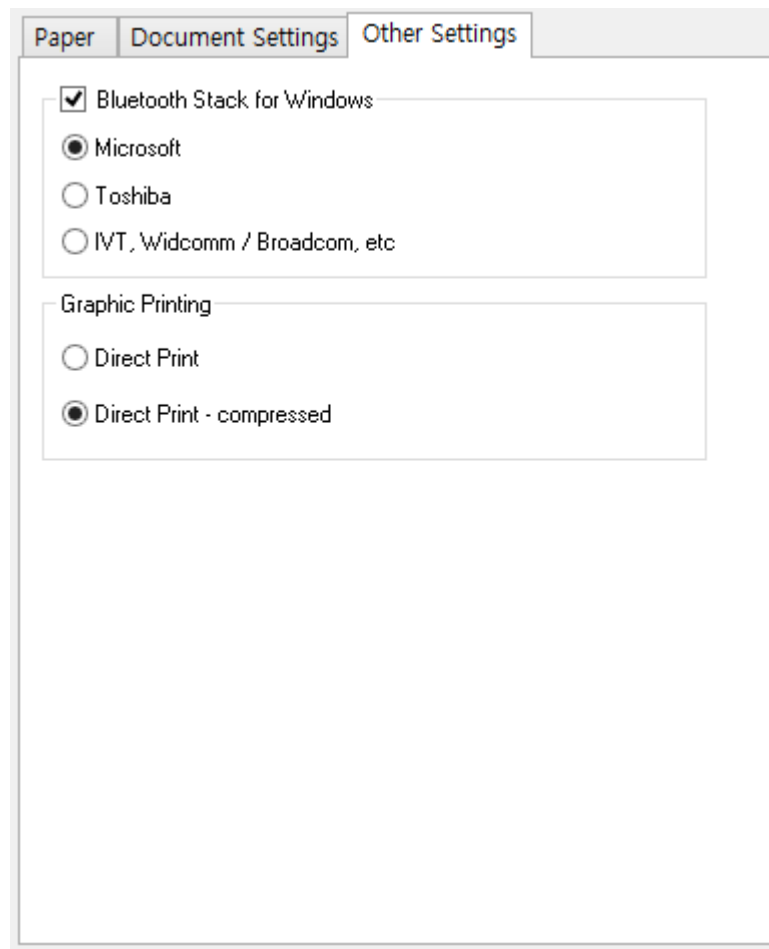 Paper Document Settings Other Settings
Bluetooth Stack for Windows
Microsoft
Toshiba
IVT, Widcomm / Broadcom, etc
Graphic Printing
Direct Print
Direct Print - compressed